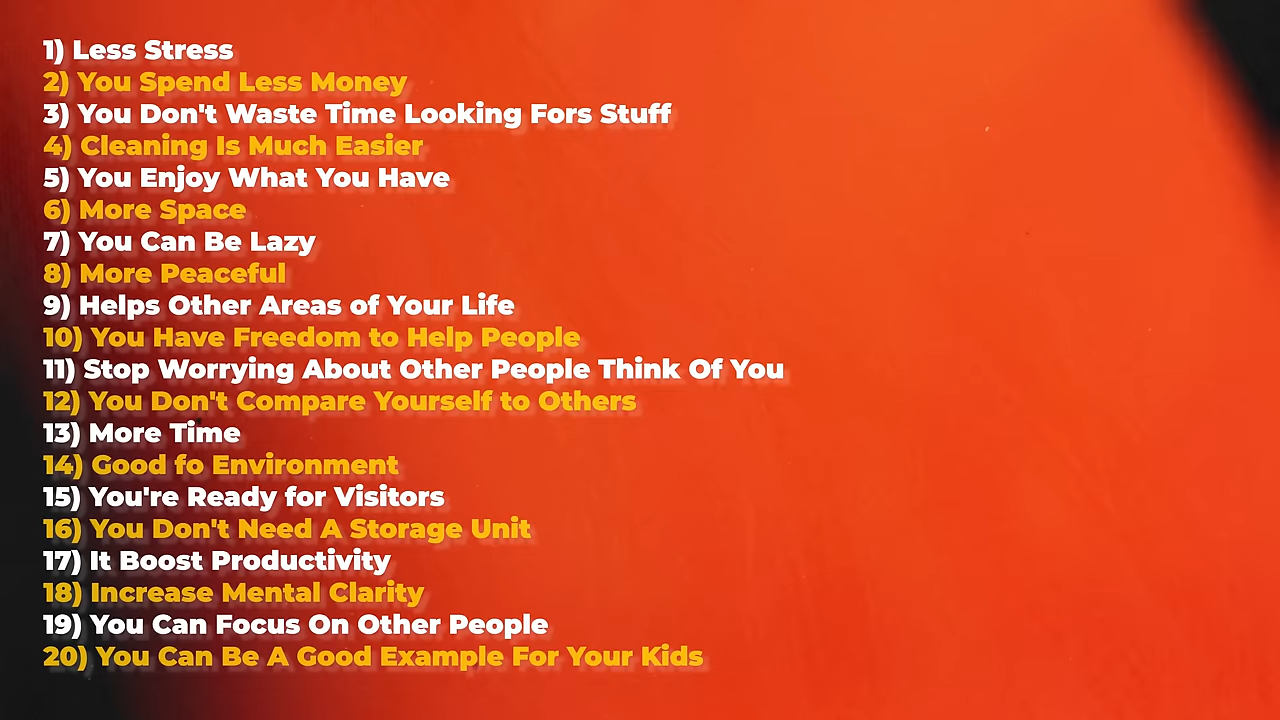 1) Less Stress
2) You Spend Less Money
3) You Don't Waste Time Looking Fors Stuff
4) Cleaning Is Much Easier
5) You Enjoy What You Have
6) More Space
7) You Can Be Lazy
8) More Peaceful
9) Helps Other Areas of Your Life
10) You Have Freedom to Help People
11) Stop Worrying About Other People Think Of You
12) You Don't Compare Yourself to Others
13) More Time
14) Good fo Environment
15) You're Ready for Visitors
16) You Don't Need A Storage Unit
17) It Boost Productivity
18) Increase Mental Clarity
19) You Can Focus On Other People
20) You Can Be A Good Example For Your Kids